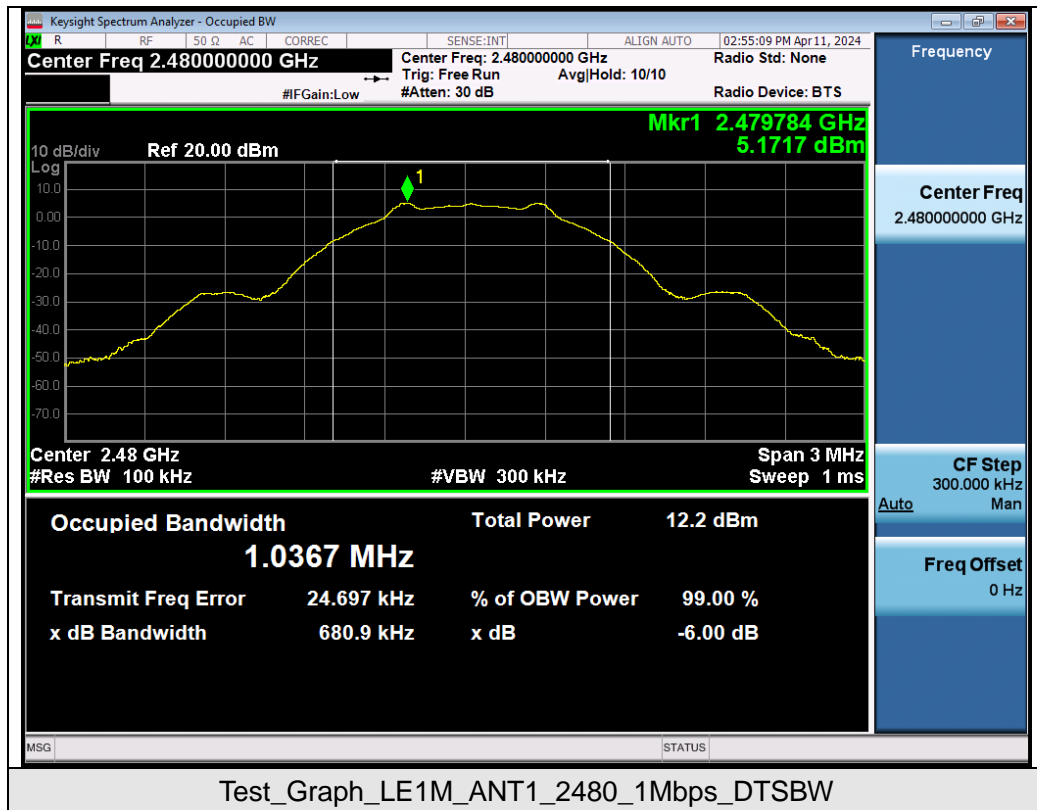 Keysight Spectrum Analyzer - Occupied BW
LXI R RF 50 Ω AC CORREC SENSE:INT ALIGN AUTO 02:55:09 PM Apr 11, 2024
Center Freq 2.480000000 GHz
Center Freq: 2.480000000 GHz Radio Std: None
Trig: Free Run Avg|Hold: 10/10
#IFGain:Low #Atten: 30 dB Radio Device: BTS
Frequency
Mkr1 2.479784 GHz
5.1717 dBm
10 dB/div Ref 20.00 dBm
Log
10.0
0.00
-10.0
-20.0
-30.0
-40.0
-50.0
-60.0
-70.0
1
Center 2.48 GHz Span 3 MHz
#Res BW 100 kHz #VBW 300 kHz Sweep 1 ms
Center Freq
2.480000000 GHz
CF Step
300.000 kHz
Auto Man
Freq Offset
0 Hz
Occupied Bandwidth Total Power 12.2 dBm
1.0367 MHz
Transmit Freq Error 24.697 kHz % of OBW Power 99.00 %
x dB Bandwidth 680.9 kHz x dB -6.00 dB
MSG STATUS
Test_Graph_LE1M_ANT1_2480_1Mbps_DTSBW